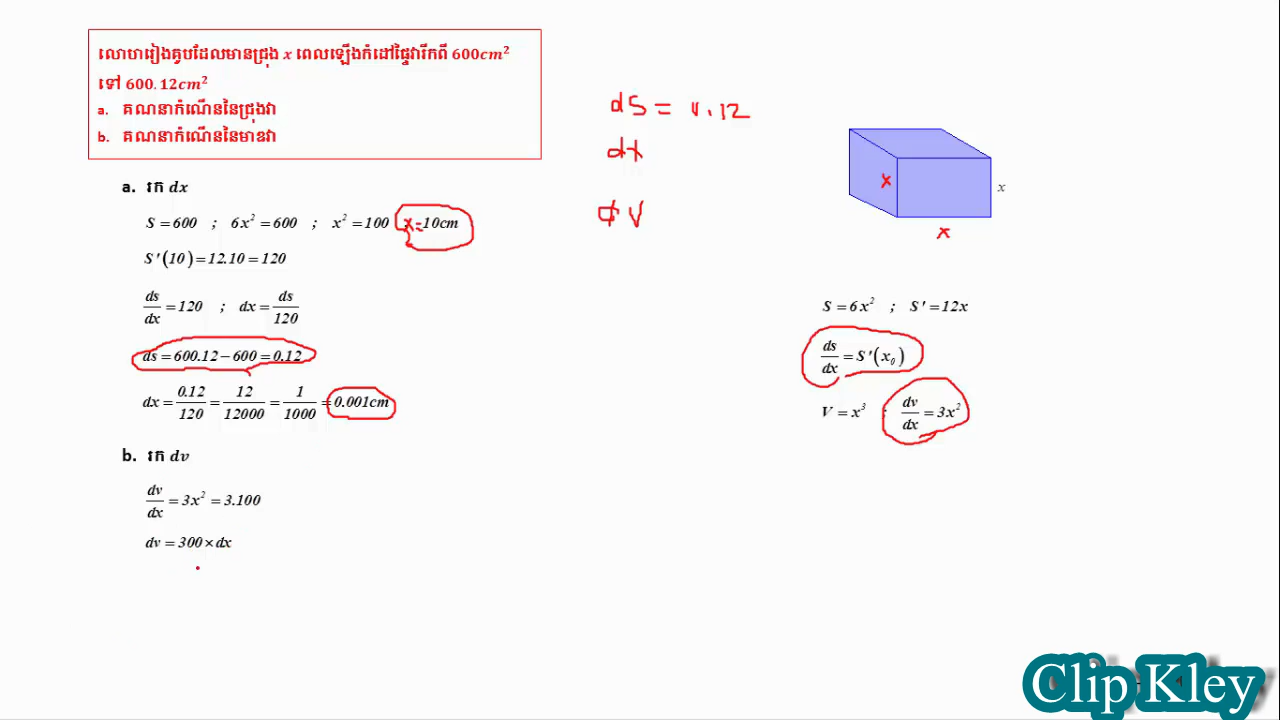 លោហរៀងគូបដែលមានជ្រុង x ពេលឡើងកំដៅផ្ទៃវារីកពី 600cm²
ទៅ 600.12cm²
a. គណនាកំណើននៃជ្រុងវា
b. គណនាកំណើននៃមាឌវា
dS = 0.12
dx
dV
x
x
x
a. រក dx
S = 600 ; 6x² = 600 ; x² = 100 x = 10cm
S'(10) = 12.10 = 120
ds/dx = 120 ; dx = ds/120
ds = 600.12 − 600 = 0.12
dx = 0.12/120 = 12/12000 = 1/1000 = 0.001cm
b. រក dv
dv/dx = 3x² = 3.100
dv = 300 × dx
S = 6x² ; S' = 12x
ds/dx = S'(x₀)
V = x³ ; dv/dx = 3x²
Clip Kley